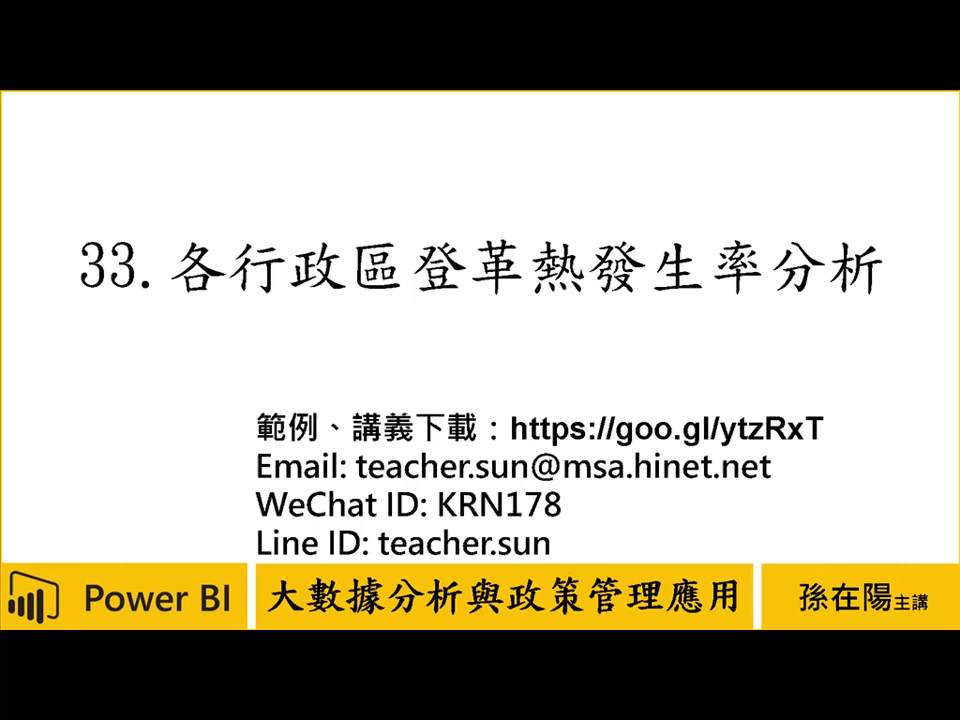 33.各行政區登革熱發生率分析
範例、講義下載：https://goo.gl/ytzRxT
Email: teacher.sun@msa.hinet.net
WeChat ID: KRN178
Line ID: teacher.sun
Power BI 大數據分析與政策管理應用 孫在陽主講